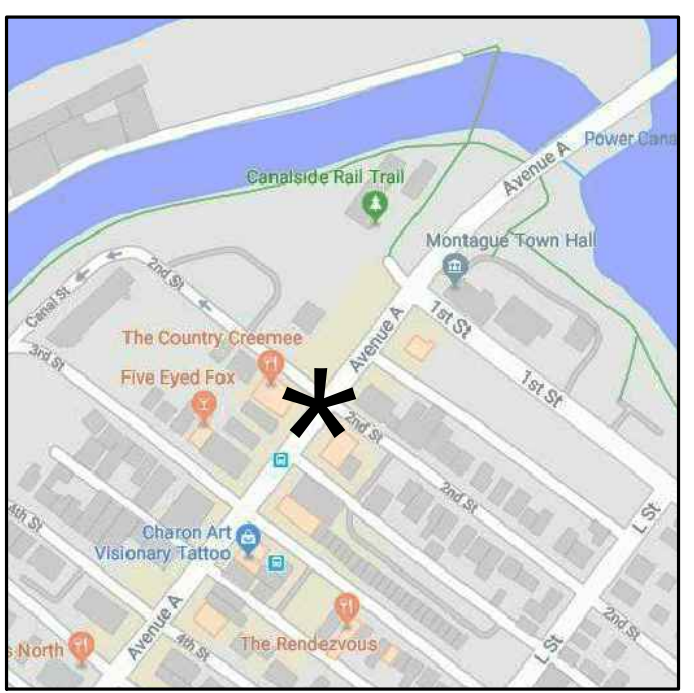 Power Cana
Avenue A
Canalside Rail Trail
Montague Town Hall
2nd St
Canal St
1st St
The Country Creemee
Avenue A
3rd St
Five Eyed Fox
1st St
*
2nd St
2nd St
4th St
L St
Charon Art
Visionary Tattoo
Avenue A
2nd St
4th St
The Rendezvous
s North
L St